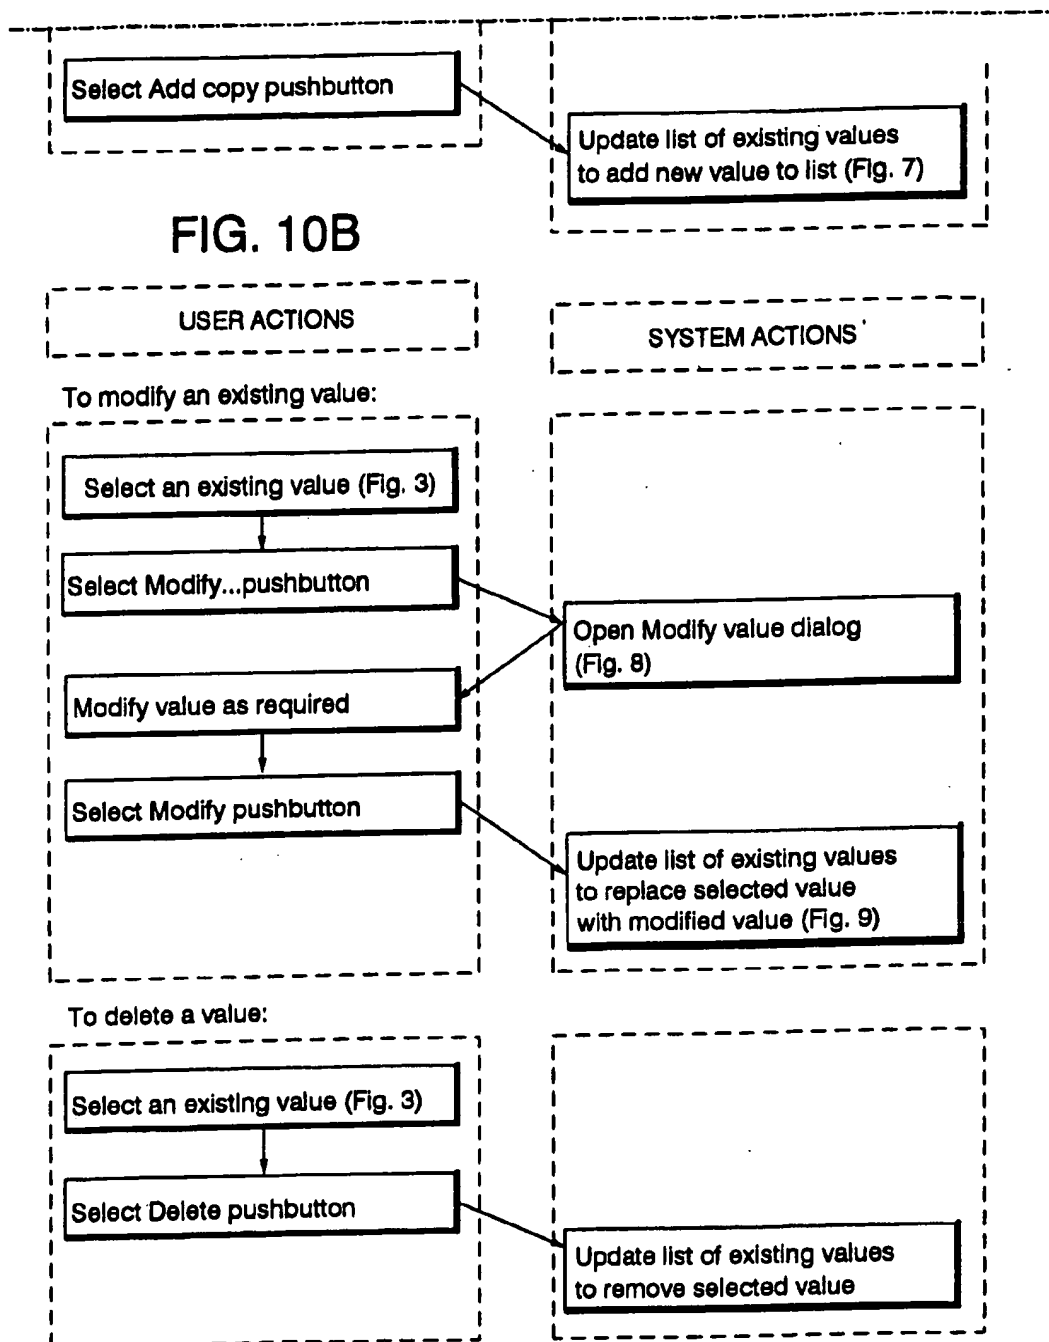 Select Add copy pushbutton
Update list of existing values
to add new value to list (Fig. 7)
FIG. 10B
USER ACTIONS
SYSTEM ACTIONS
To modify an existing value:
Select an existing value (Fig. 3)
Select Modify...pushbutton
Open Modify value dialog
(Fig. 8)
Modify value as required
Select Modify pushbutton
Update list of existing values
to replace selected value
with modified value (Fig. 9)
To delete a value:
Select an existing value (Fig. 3)
Select Delete pushbutton
Update list of existing values
to remove selected value